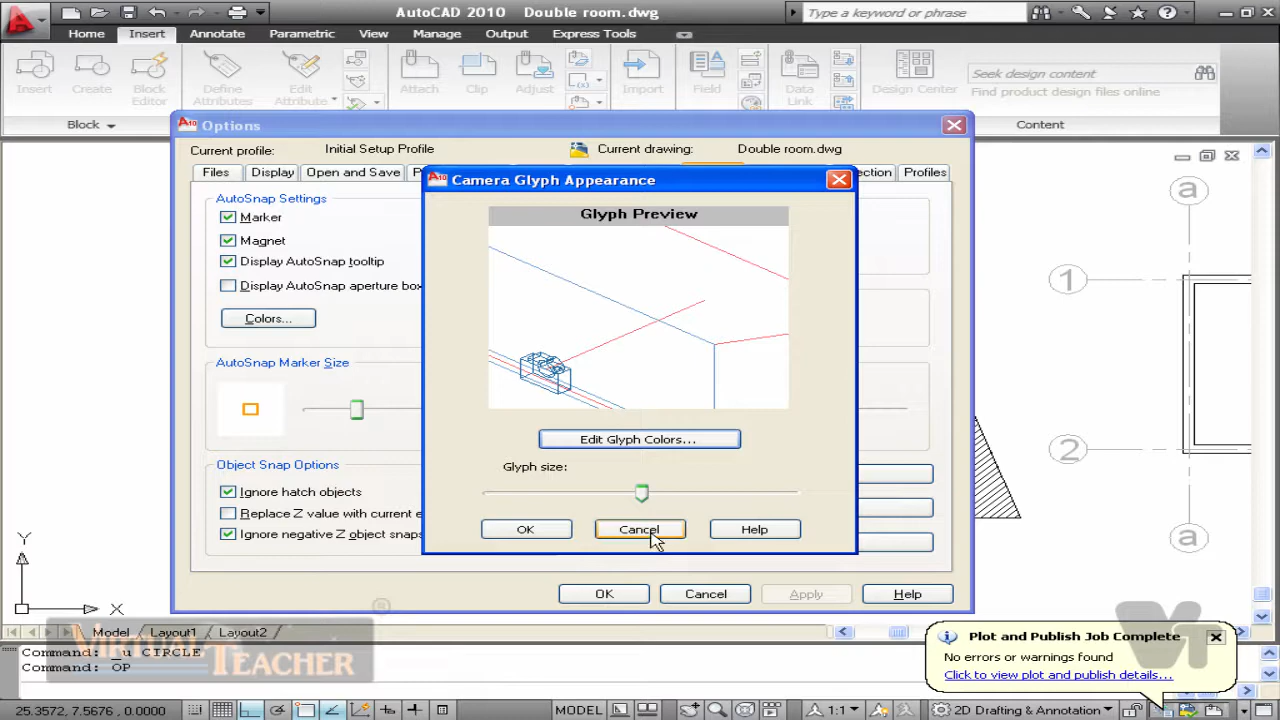 AutoCAD 2010 Double room.dwg
Type a keyword or phrase
Home Insert Annotate Parametric View Manage Output Express Tools
Create Block Editor Define Attributes Edit Attribute Attach Adjust Import Field Data Link Design Center
Seek design content
Find product design files online
Block Content
Options
Current profile: Initial Setup Profile Current drawing: Double room.dwg
Files Display Open and Save Profiles
Camera Glyph Appearance
AutoSnap Settings
Marker
Magnet
Display AutoSnap tooltip
Display AutoSnap aperture box
Colors...
AutoSnap Marker Size
Object Snap Options
Ignore hatch objects
Replace Z value with current e
Ignore negative Z object snaps
Glyph Preview
Edit Glyph Colors...
Glyph size:
OK Cancel Help
OK Cancel Apply Help
a
1
2
a
Y
X
Model Layout1 Layout2
Command: _u CIRCLE
Command: OP
VIRTUAL TEACHER
®
VT
Plot and Publish Job Complete
No errors or warnings found
Click to view plot and publish details...
25.3572, 7.5676, 0.0000 MODEL 1:1 2D Drafting & Annotation